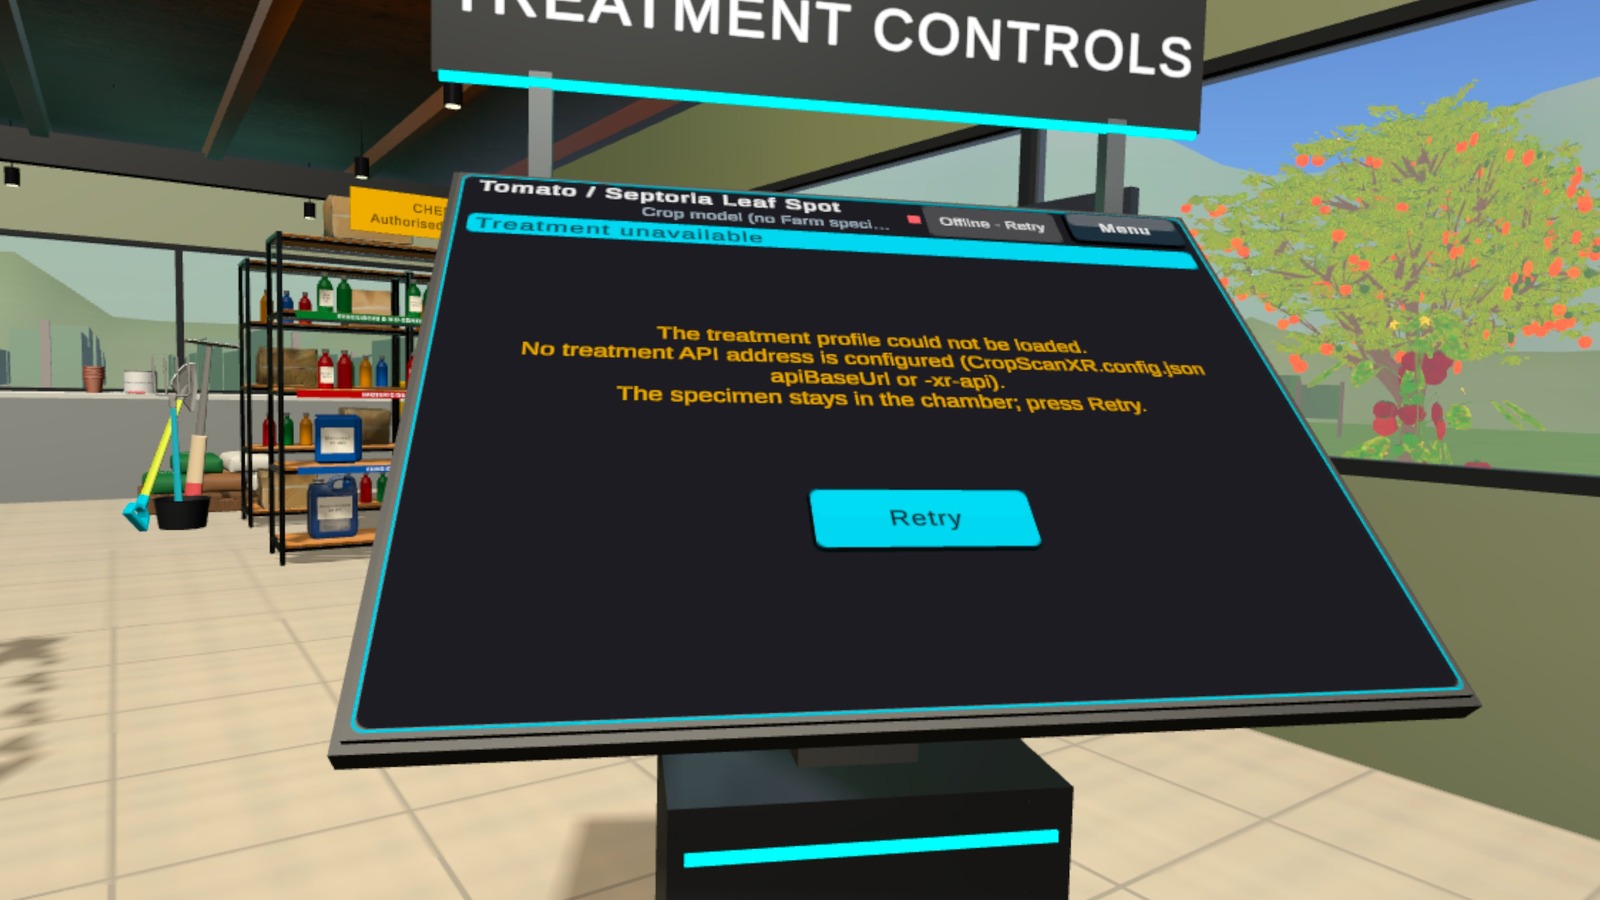 TREATMENT CONTROLS
Tomato / Septoria Leaf Spot
Crop model (no Farm speci...
Offline - Retry
Menu
Treatment unavailable
The treatment profile could not be loaded.
No treatment API address is configured (CropScanXR.config.json
apiBaseUrl or -xr-api).
The specimen stays in the chamber; press Retry.
Retry
CHE
Authorised